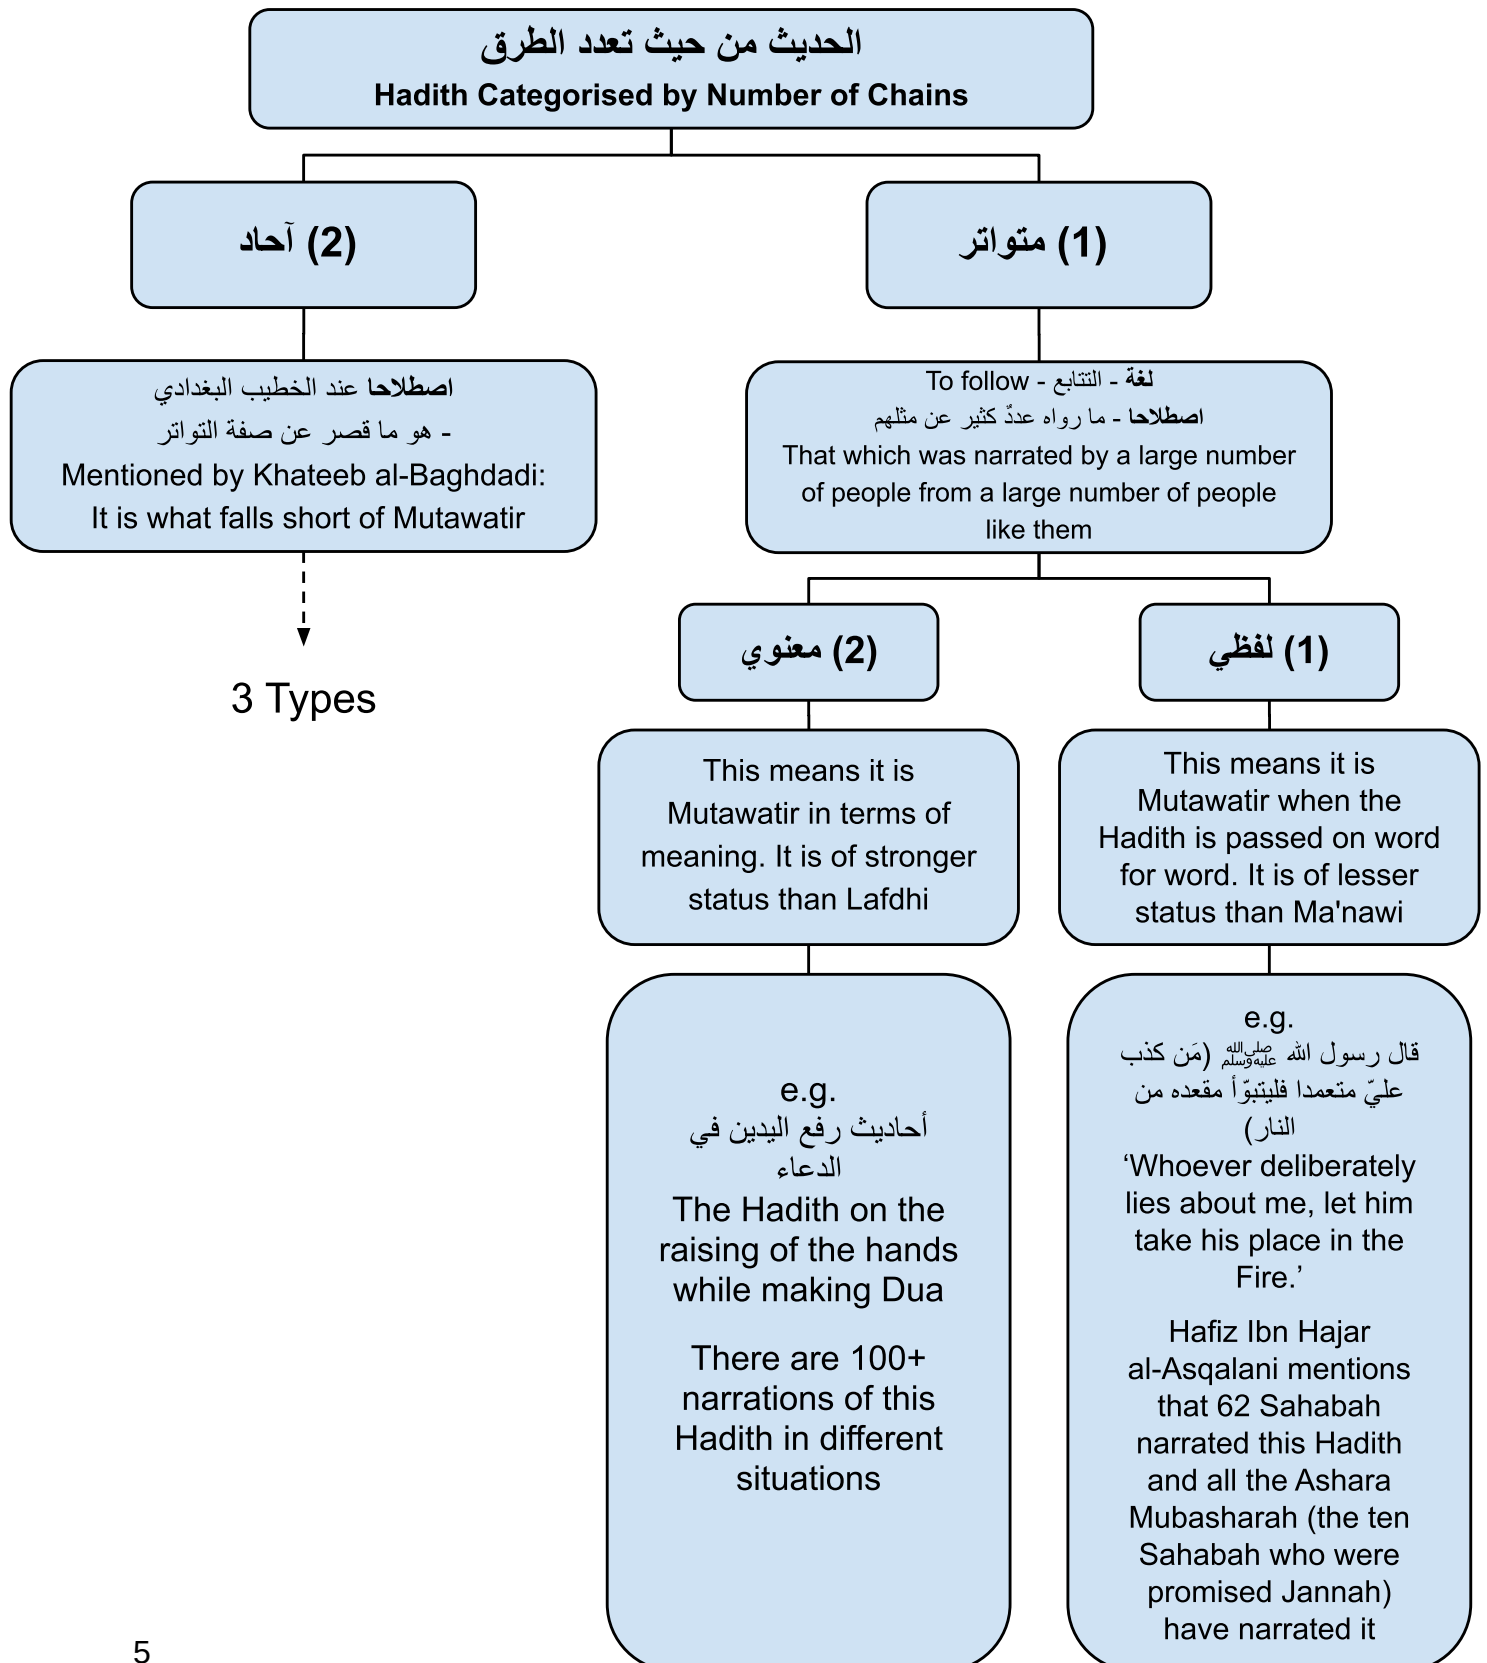 الحديث من حيث تعدد الطرق
Hadith Categorised by Number of Chains
(1) متواتر
(2) آحاد
لغة - التتابع - To follow
اصطلاحا - ما رواه عددٌ كثير عن مثلهم
That which was narrated by a large number
of people from a large number of people
like them
اصطلاحا عند الخطيب البغدادي
- هو ما قصر عن صفة التواتر
Mentioned by Khateeb al-Baghdadi:
It is what falls short of Mutawatir
3 Types
(1) لفظي
(2) معنوي
This means it is
Mutawatir when the
Hadith is passed on word
for word. It is of lesser
status than Ma'nawi
This means it is
Mutawatir in terms of
meaning. It is of stronger
status than Lafdhi
e.g.
قال رسول الله ﷺ (مَن كذب
عليّ متعمدا فليتبوّأ مقعده من
النار)
‘Whoever deliberately
lies about me, let him
take his place in the
Fire.’
Hafiz Ibn Hajar
al-Asqalani mentions
that 62 Sahabah
narrated this Hadith
and all the Ashara
Mubasharah (the ten
Sahabah who were
promised Jannah)
have narrated it
e.g.
أحاديث رفع اليدين في
الدعاء
The Hadith on the
raising of the hands
while making Dua
There are 100+
narrations of this
Hadith in different
situations
5